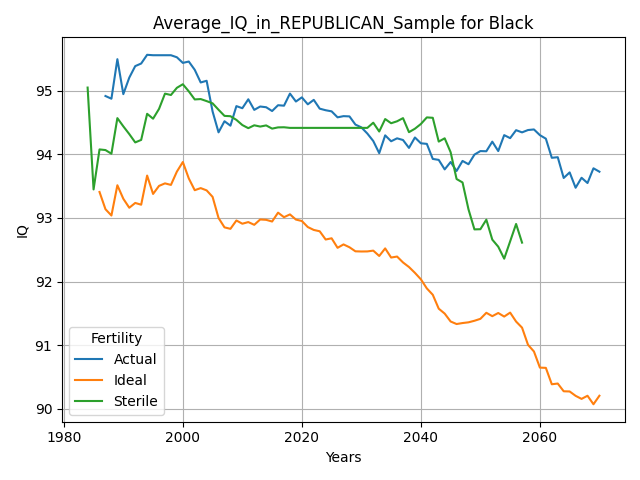 Average_IQ_in_REPUBLICAN_Sample for Black
IQ
95
94
93
92
91
90
Fertility
Actual
Ideal
Sterile
1980
2000
2020
2040
2060
Years